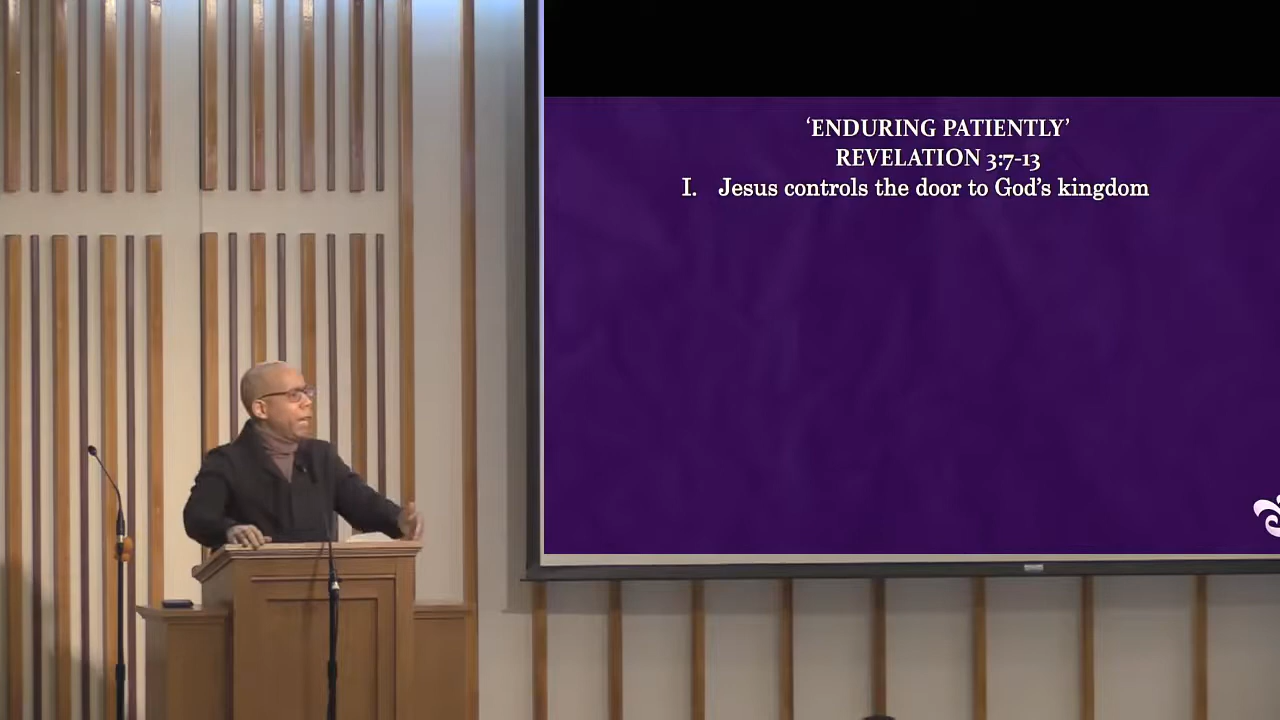 ‘ENDURING PATIENTLY’
REVELATION 3:7-13
I. Jesus controls the door to God’s kingdom